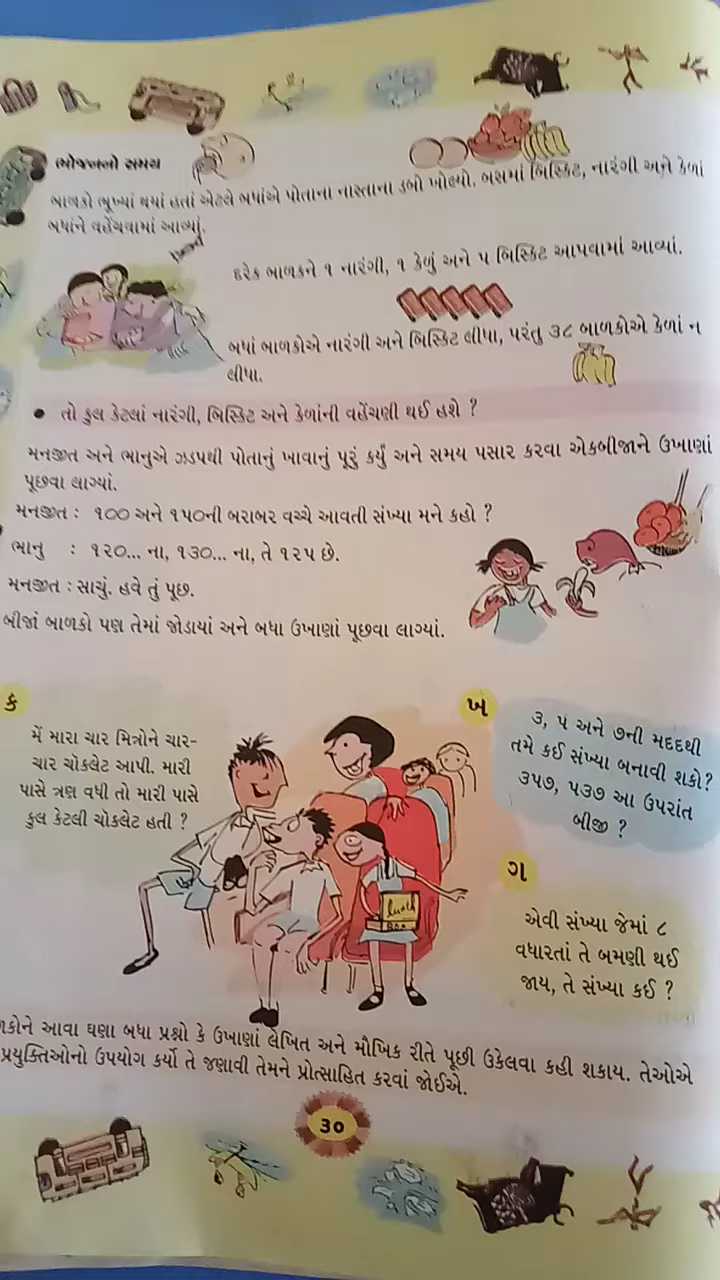 ભોજનનો સમય
બાળકો ભૂખ્યાં થયાં હતાં એટલે બધાંએ પોતાના નાસ્તાના ડબો ખોલ્યો. બસમાં બિસ્કિટ, નારંગી અને કેળાં
બધાંને વહેંચવામાં આવ્યાં.
દરેક બાળકને ૧ નારંગી, ૧ કેળું અને ૫ બિસ્કિટ આપવામાં આવ્યાં.
બધાં બાળકોએ નારંગી અને બિસ્કિટ લીધા, પરંતુ ૩૮ બાળકોએ કેળાં ન
લીધા.
• તો કુલ કેટલાં નારંગી, બિસ્કિટ અને કેળાંની વહેંચણી થઈ હશે ?
મનજીત અને ભાનુએ ઝડપથી પોતાનું ખાવાનું પૂરું કર્યું અને સમય પસાર કરવા એકબીજાને ઉખાણાં
પૂછવા લાગ્યાં.
મનજીત : ૧૦૦ અને ૧૫૦ની બરાબર વચ્ચે આવતી સંખ્યા મને કહો ?
ભાનુ : ૧૨૦... ના, ૧૩૦... ના, તે ૧૨૫ છે.
મનજીત : સાચું. હવે તું પૂછ.
બીજાં બાળકો પણ તેમાં જોડાયાં અને બધા ઉખાણાં પૂછવા લાગ્યાં.
ક
મેં મારા ચાર મિત્રોને ચાર-
ચાર ચૉકલેટ આપી. મારી
પાસે ત્રણ વધી તો મારી પાસે
કુલ કેટલી ચૉકલેટ હતી ?
ખ
૩, ૫ અને ૭ની મદદથી
તમે કઈ સંખ્યા બનાવી શકો?
૩૫૭, ૫૩૭ આ ઉપરાંત
બીજી ?
ગ
એવી સંખ્યા જેમાં ૮
વધારતાં તે બમણી થઈ
જાય, તે સંખ્યા કઈ ?
lunch
Box
ળકોને આવા ઘણા બધા પ્રશ્નો કે ઉખાણાં લેખિત અને મૌખિક રીતે પૂછી ઉકેલવા કહી શકાય. તેઓએ
પ્રયુક્તિઓનો ઉપયોગ કર્યો તે જણાવી તેમને પ્રોત્સાહિત કરવાં જોઈએ.
૩૦